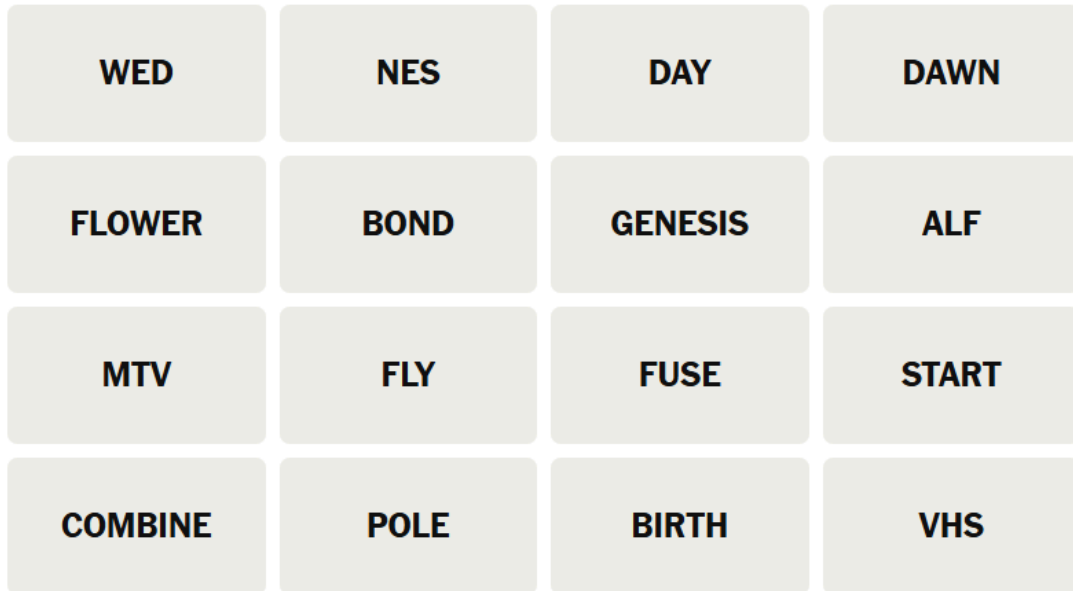 WED NES DAY DAWN
FLOWER BOND GENESIS ALF
MTV FLY FUSE START
COMBINE POLE BIRTH VHS